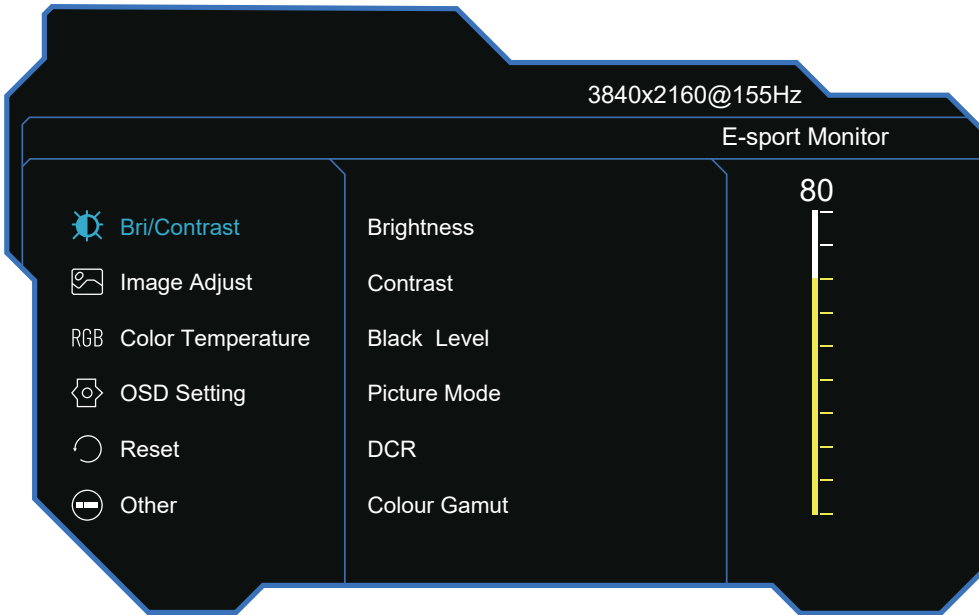 3840x2160@155Hz
E-sport Monitor
80
Bri/Contrast
Image Adjust
RGB Color Temperature
OSD Setting
Reset
Other
Brightness
Contrast
Black Level
Picture Mode
DCR
Colour Gamut